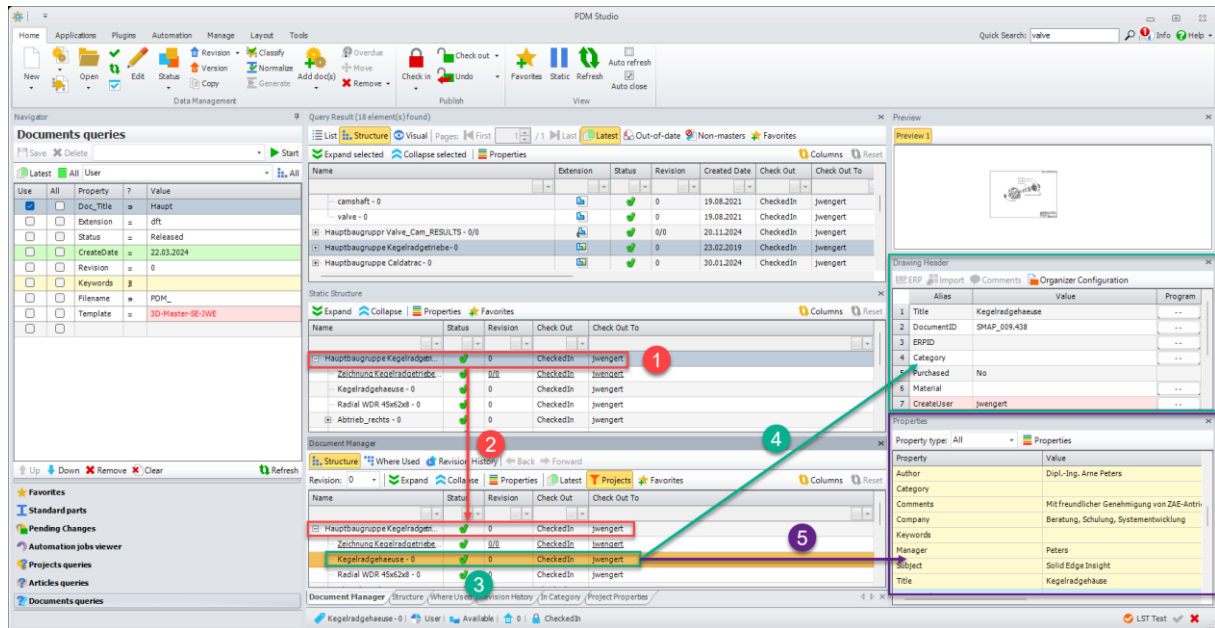 PDM Studio
Home Applications Plugins Automation Manage Layout Tools Quick Search: valve Info Help
New Open Edit Status Revision Version Copy Classify Normalize Generate Add doc(s) Overdue Move Remove Check in Check out Undo Favorites Static Refresh Auto refresh Auto close
Data Management Publish View
Navigator
Documents queries
Save Delete Start
Latest All User All
Use All Property ? Value
Doc_Title Haupt
Extension = dft
Status = Released
CreateDate = 22.03.2024
Revision = 0
Keywords
Filename PDM_
Template = 3D-Master-SE-JWE
Up Down Remove Clear Refresh
Favorites
Standard parts
Pending Changes
Automation jobs viewer
Projects queries
Articles queries
Documents queries
Query Result (18 element(s) found)
List Structure Visual Pages: First 1 / 1 Last Latest Out-of-date Non-masters Favorites
Expand selected Collapse selected Properties Columns Reset
Name Extension Status Revision Created Date Check Out Check Out To
camshaft - 0 0 19.08.2021 CheckedIn jwengert
valve - 0 0 19.08.2021 CheckedIn jwengert
Hauptbaugruppr Valve_Cam_RESULTS - 0/0 0/0 20.11.2024 CheckedIn jwengert
Hauptbaugruppe Kegelradgetriebe- 0 0 23.02.2019 CheckedIn jwengert
Hauptbaugruppe Caldatrac - 0 0 30.01.2024 CheckedIn jwengert
Static Structure
Expand Collapse Properties Favorites Columns Reset
Name Status Revision Check Out Check Out To
Hauptbaugruppe Kegelradgetri... 0 CheckedIn jwengert 1
Zeichnung Kegelradgetriebe... 0/0 CheckedIn jwengert
Kegelradgehaeuse - 0 0 CheckedIn jwengert
Radial WDR 45x62x8 - 0 0 CheckedIn jwengert
Abtrieb_rechts - 0 0 CheckedIn jwengert
2 4
Document Manager
Structure Where Used Revision History Back Forward
Revision: 0 Expand Collapse Properties Latest Projects Favorites Columns Reset
Name Status Revision Check Out Check Out To
Hauptbaugruppe Kegelradgetri... 0 CheckedIn jwengert
Zeichnung Kegelradgetriebe... 0/0 CheckedIn jwengert 5
Kegelradgehaeuse - 0 0 CheckedIn jwengert
Radial WDR 45x62x8 - 0 0 CheckedIn jwengert
3
Document Manager Structure Where Used Revision History In Category Project Properties
Kegelradgehaeuse - 0 User Available 0 CheckedIn LST Test
Preview
Preview 1
Drawing Header
ERP Import Comments Organizer Configuration
Alias Value Program
1 Title Kegelradgehaeuse --
2 DocumentID SMAP_009.438
3 ERPID --
4 Category
5 Purchased No
6 Material --
7 CreateUser jwengert --
Properties
Property type: All Properties
Property Value
Author Dipl.-Ing. Arne Peters
Category
Comments Mit freundlicher Genehmigung von ZAE-Antri
Company Beratung, Schulung, Systementwicklung
Keywords
Manager Peters
Subject Solid Edge Insight
Title Kegelradgehäuse